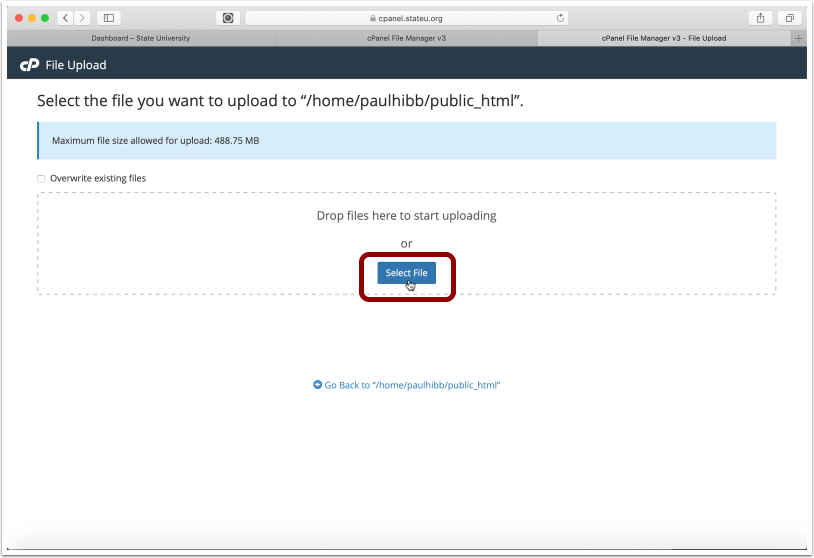 cpanel.stateu.org
Dashboard – State University
cPanel File Manager v3
cPanel File Manager v3 - File Upload
cP File Upload
Select the file you want to upload to “/home/paulhibb/public_html”.
Maximum file size allowed for upload: 488.75 MB
Overwrite existing files
Drop files here to start uploading
or
Select File
Go Back to “/home/paulhibb/public_html”